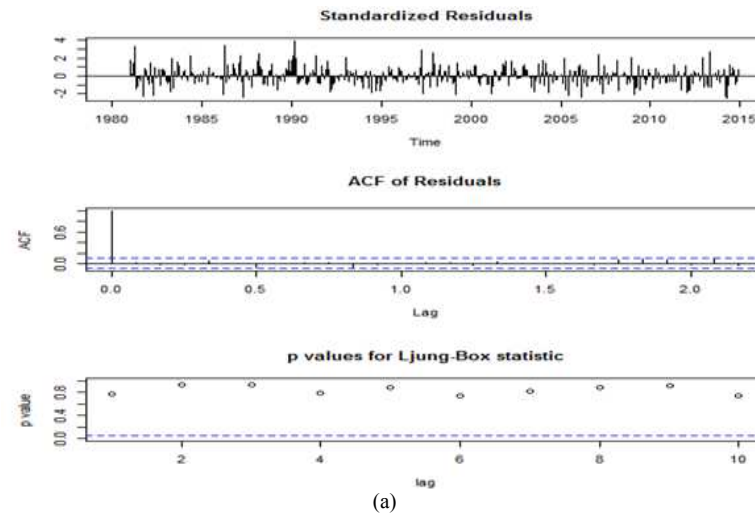 Standardized Residuals
4
2
0
-2
1980 1985 1990 1995 2000 2005 2010 2015
Time
ACF of Residuals
ACF
0.6
0.0
0.0 0.5 1.0 1.5 2.0
Lag
p values for Ljung-Box statistic
p value
0.8
0.4
0.0
2 4 6 8 10
lag
(a)